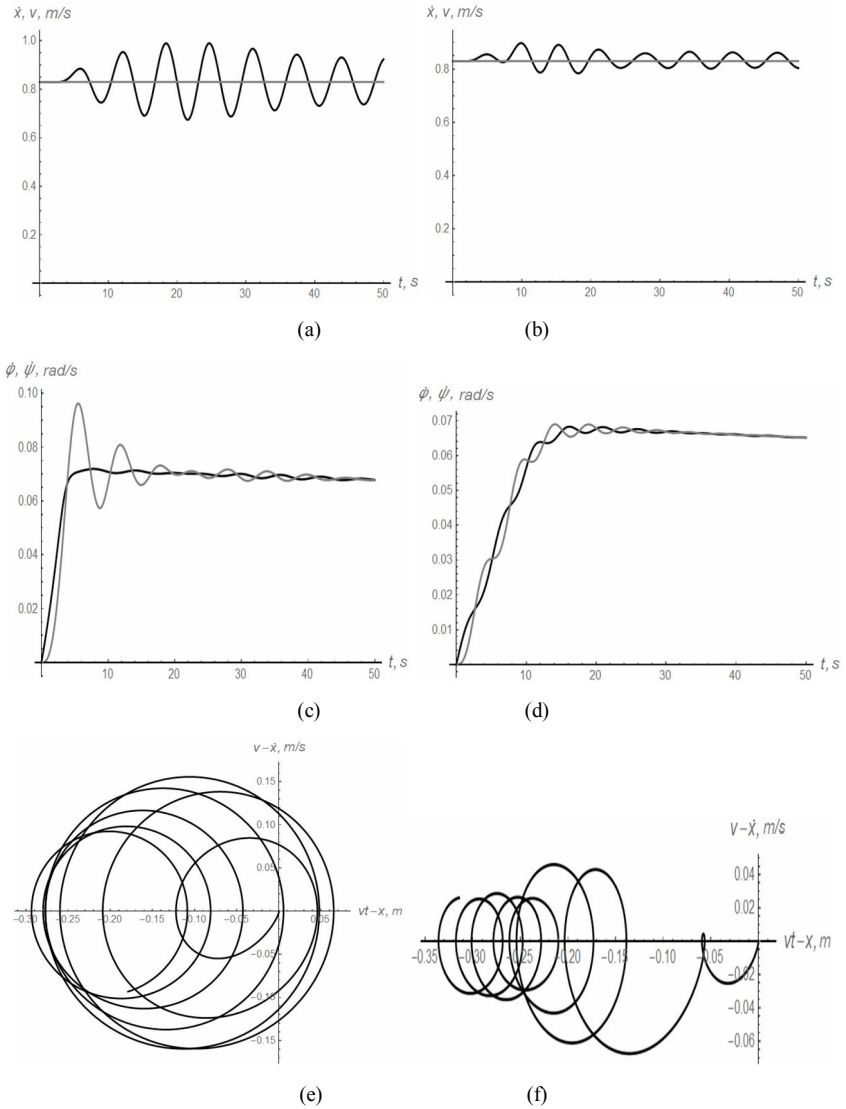 ẋ, v, m/s
1.0
0.8
0.6
0.4
0.2
10 20 30 40 50
t, s
(a)
ẋ, v, m/s
0.8
0.6
0.4
0.2
10 20 30 40 50
t, s
(b)
φ̇, ψ̇, rad/s
0.10
0.08
0.06
0.04
0.02
10 20 30 40 50
t, s
(c)
φ̇, ψ̇, rad/s
0.07
0.06
0.05
0.04
0.03
0.02
0.01
10 20 30 40 50
t, s
(d)
v−ẋ, m/s
0.15
0.10
0.05
-0.30 -0.25 -0.20 -0.15 -0.10 -0.05 0.05
vt−x, m
-0.05
-0.10
-0.15
(e)
v−ẋ, m/s
0.04
0.02
-0.35 -0.30 -0.25 -0.20 -0.15 -0.10 -0.05
vt−x, m
-0.02
-0.04
-0.06
(f)